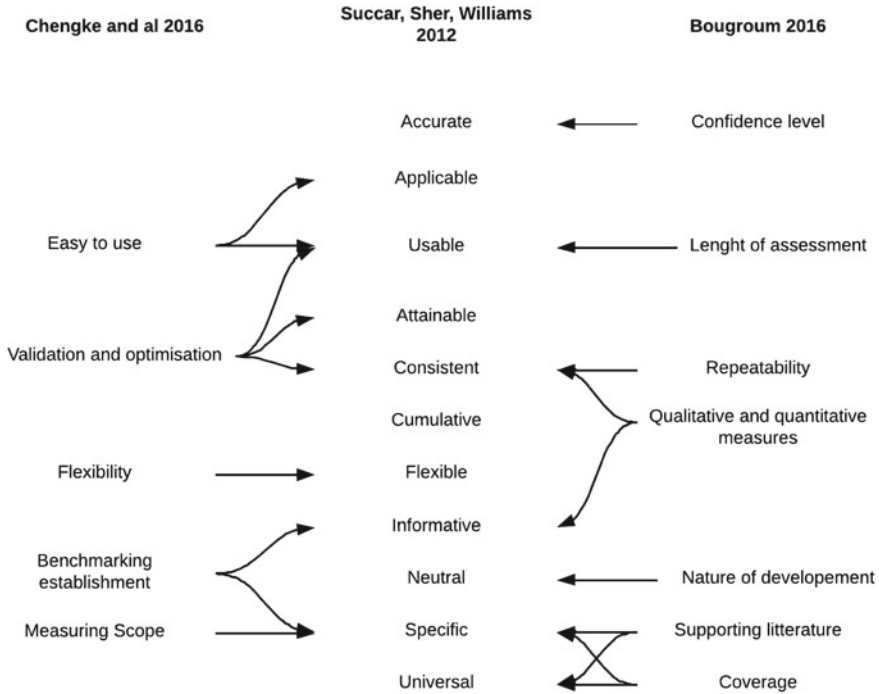 Chengke and al 2016
Succar, Sher, Williams
2012
Bougroum 2016
Accurate
Confidence level
Applicable
Easy to use
Usable
Lenght of assessment
Attainable
Validation and optimisation
Consistent
Repeatability
Cumulative
Qualitative and quantitative
measures
Flexibility
Flexible
Informative
Benchmarking
establishment
Neutral
Nature of developement
Measuring Scope
Specific
Supporting litterature
Universal
Coverage